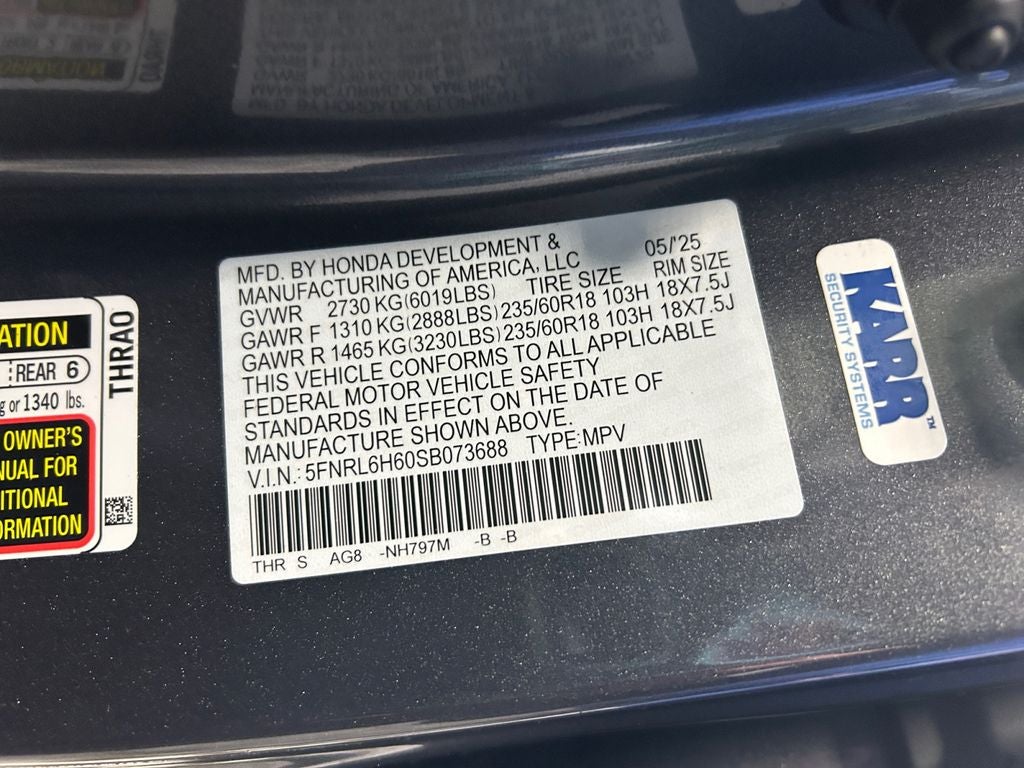 MFD. BY HONDA DEVELOPMENT & 05/'25
MANUFACTURING OF AMERICA, LLC
GVWR 2730 KG(6019LBS) TIRE SIZE RIM SIZE
GAWR F 1310 KG(2888LBS) 235/60R18 103H 18X7.5J
GAWR R 1465 KG(3230LBS) 235/60R18 103H 18X7.5J
THIS VEHICLE CONFORMS TO ALL APPLICABLE
FEDERAL MOTOR VEHICLE SAFETY
STANDARDS IN EFFECT ON THE DATE OF
MANUFACTURE SHOWN ABOVE.
V.I.N.: 5FNRL6H60SB073688 TYPE:MPV
THR S AG8 -NH797M -B -B
ATION
REAR 6
g or 1340 lbs.
OWNER'S
NUAL FOR
ITIONAL
ORMATION
THRAO
KARR™
SECURITY SYSTEMS